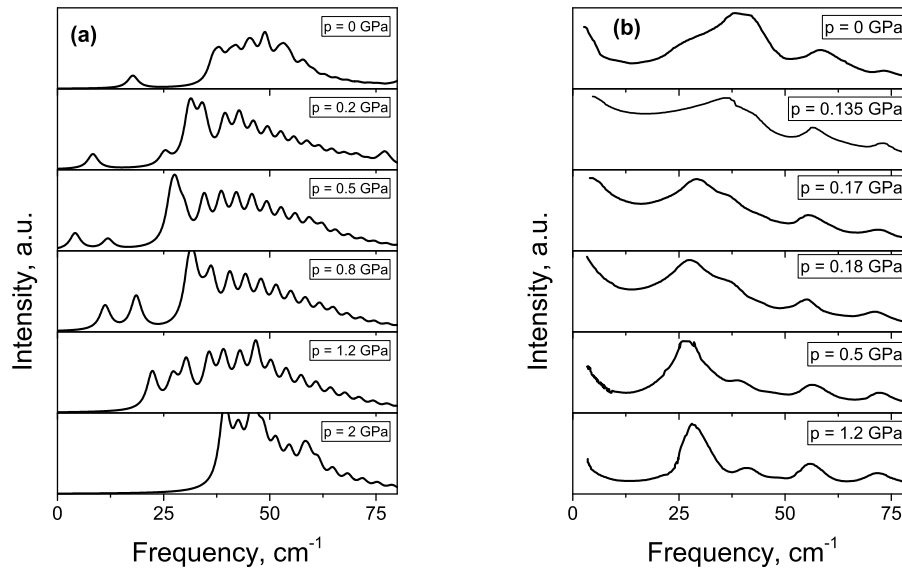 (a)
p = 0 GPa
p = 0.2 GPa
p = 0.5 GPa
p = 0.8 GPa
p = 1.2 GPa
p = 2 GPa
Intensity, a.u.
0 25 50 75
Frequency, cm⁻¹
(b)
p = 0 GPa
p = 0.135 GPa
p = 0.17 GPa
p = 0.18 GPa
p = 0.5 GPa
p = 1.2 GPa
Intensity, a.u.
0 25 50 75
Frequency, cm⁻¹